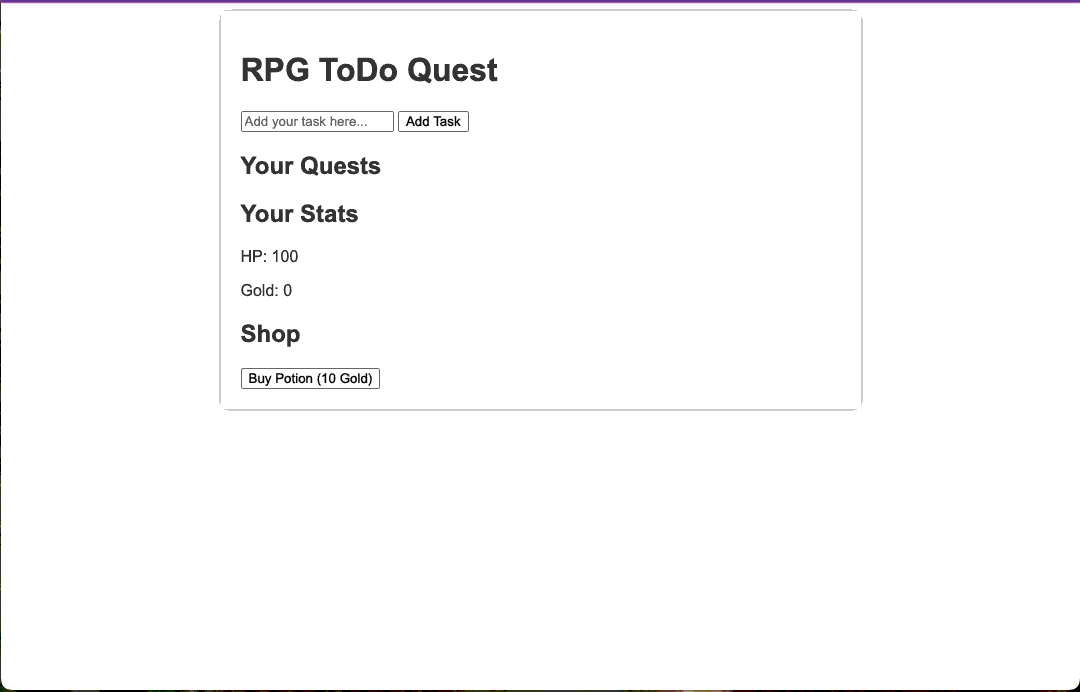 RPG ToDo Quest
Add your task here... Add Task
Your Quests
Your Stats
HP: 100
Gold: 0
Shop
Buy Potion (10 Gold)